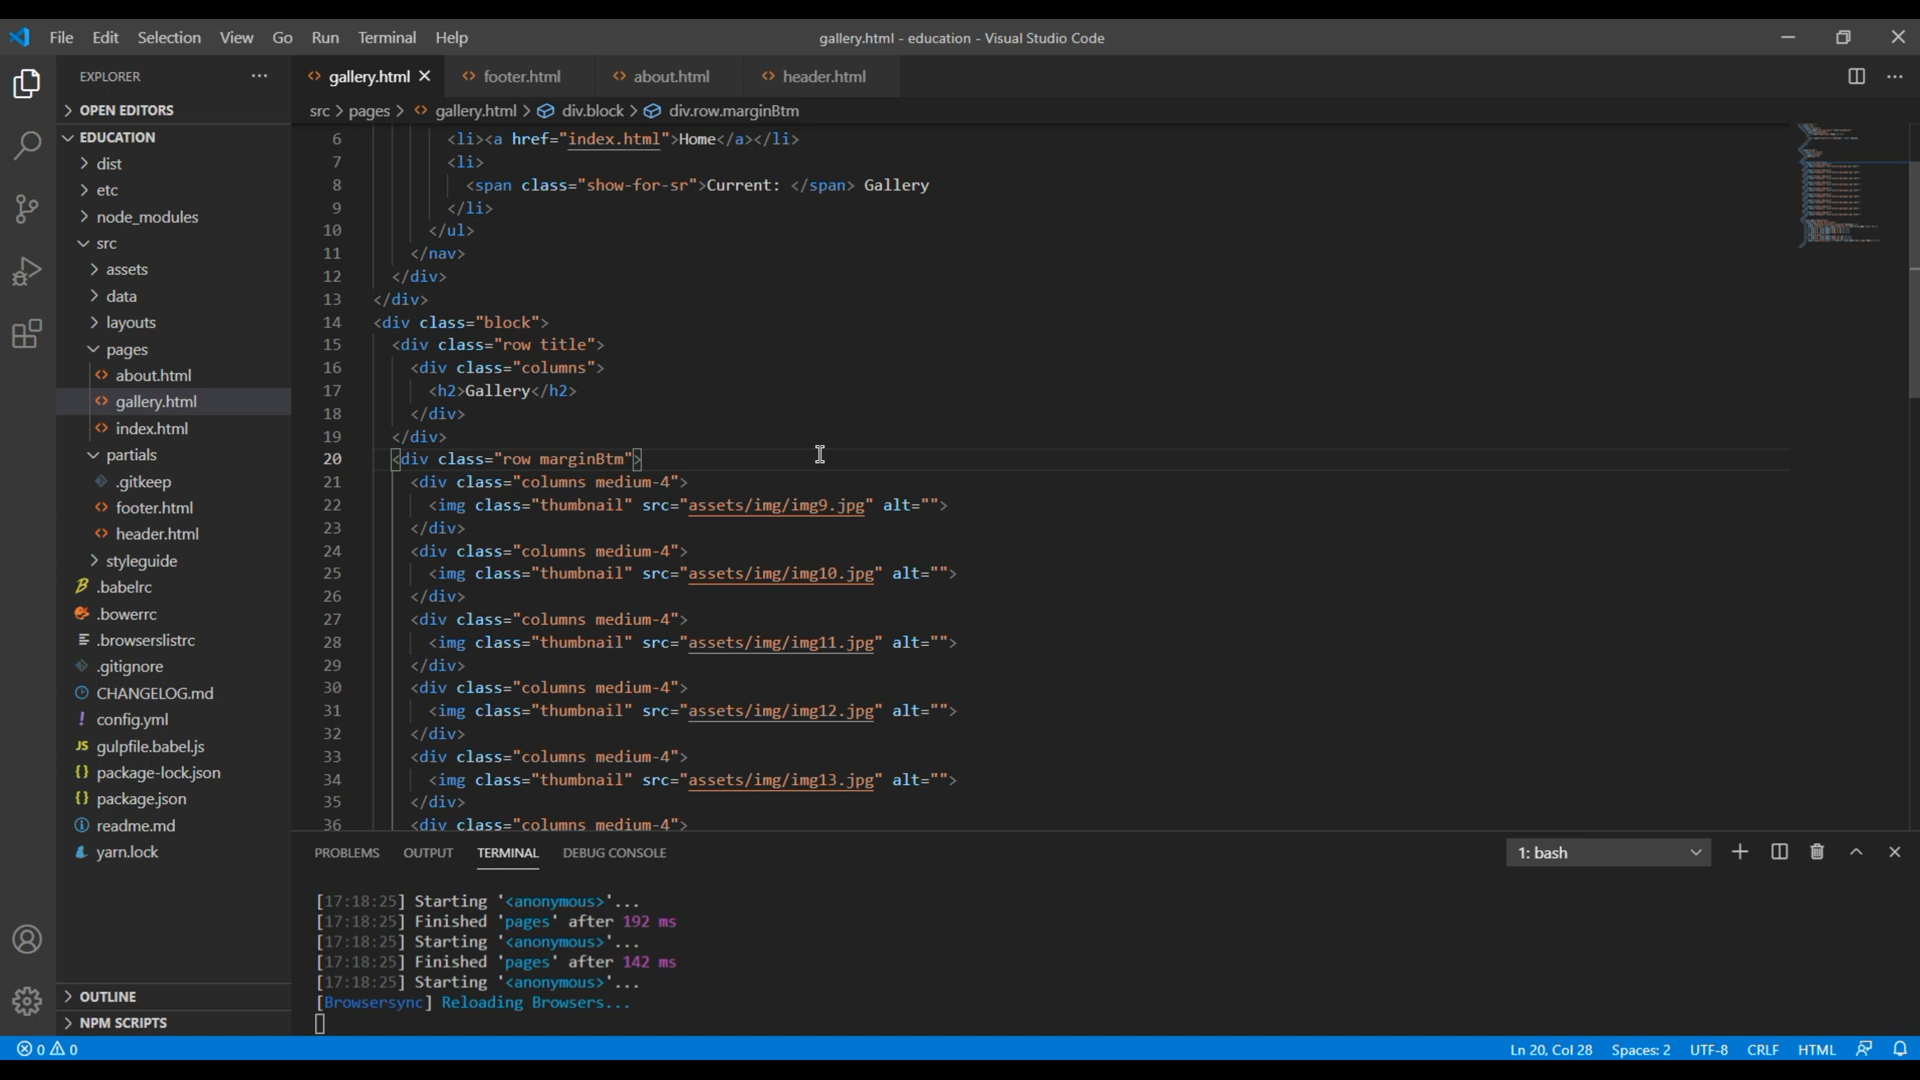 File Edit Selection View Go Run Terminal Help
gallery.html - education - Visual Studio Code
EXPLORER
OPEN EDITORS
EDUCATION
dist
etc
node_modules
src
assets
data
layouts
pages
about.html
gallery.html
index.html
partials
.gitkeep
footer.html
header.html
styleguide
.babelrc
.bowerrc
.browserslistrc
.gitignore
CHANGELOG.md
config.yml
JS gulpfile.babel.js
{} package-lock.json
{} package.json
readme.md
yarn.lock
OUTLINE
NPM SCRIPTS
gallery.html footer.html about.html header.html
src > pages > gallery.html > div.block > div.row.marginBtm
6 <li><a href="index.html">Home</a></li>
7 <li>
8 <span class="show-for-sr">Current: </span> Gallery
9 </li>
10 </ul>
11 </nav>
12 </div>
13 </div>
14 <div class="block">
15 <div class="row title">
16 <div class="columns">
17 <h2>Gallery</h2>
18 </div>
19 </div>
20 <div class="row marginBtm">
21 <div class="columns medium-4">
22 <img class="thumbnail" src="assets/img/img9.jpg" alt="">
23 </div>
24 <div class="columns medium-4">
25 <img class="thumbnail" src="assets/img/img10.jpg" alt="">
26 </div>
27 <div class="columns medium-4">
28 <img class="thumbnail" src="assets/img/img11.jpg" alt="">
29 </div>
30 <div class="columns medium-4">
31 <img class="thumbnail" src="assets/img/img12.jpg" alt="">
32 </div>
33 <div class="columns medium-4">
34 <img class="thumbnail" src="assets/img/img13.jpg" alt="">
35 </div>
36 <div class="columns medium-4">
PROBLEMS OUTPUT TERMINAL DEBUG CONSOLE 1: bash
[17:18:25] Starting '<anonymous>'...
[17:18:25] Finished 'pages' after 192 ms
[17:18:25] Starting '<anonymous>'...
[17:18:25] Finished 'pages' after 142 ms
[17:18:25] Starting '<anonymous>'...
[Browsersync] Reloading Browsers...
0 0 Ln 20, Col 28 Spaces: 2 UTF-8 CRLF HTML